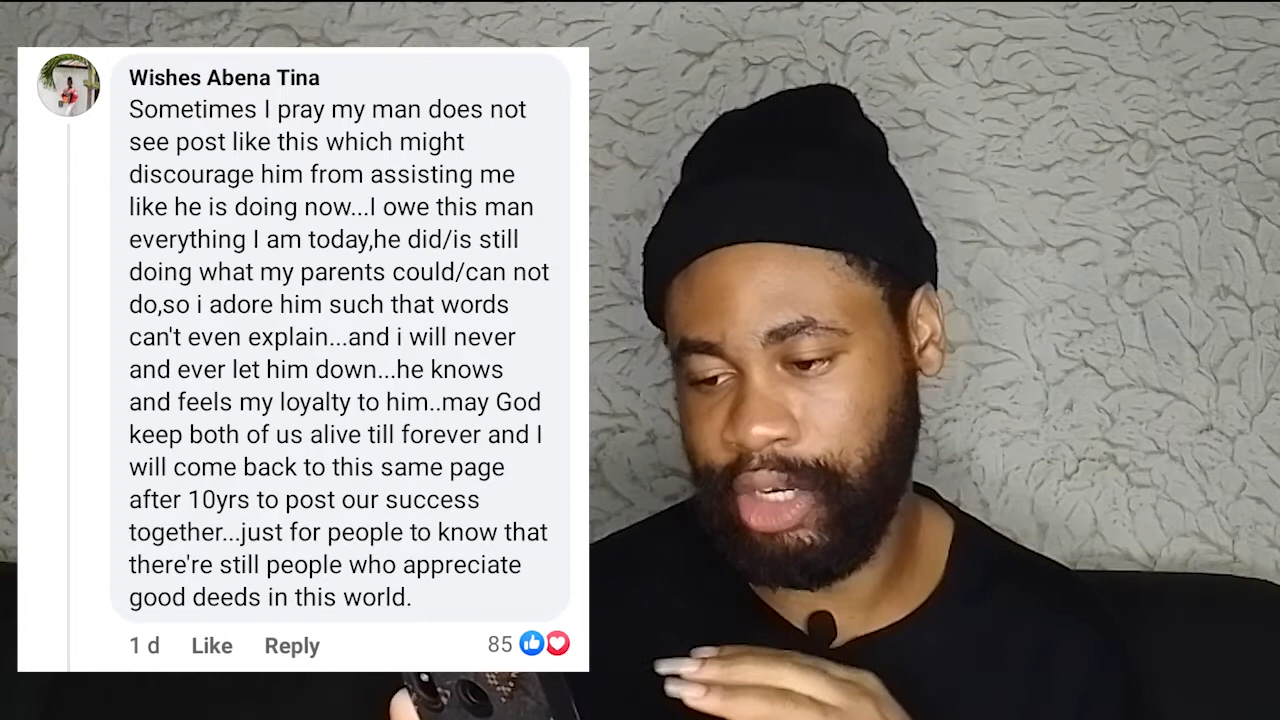 Wishes Abena Tina
Sometimes I pray my man does not
see post like this which might
discourage him from assisting me
like he is doing now...I owe this man
everything I am today,he did/is still
doing what my parents could/can not
do,so i adore him such that words
can't even explain...and i will never
and ever let him down...he knows
and feels my loyalty to him..may God
keep both of us alive till forever and I
will come back to this same page
after 10yrs to post our success
together...just for people to know that
there're still people who appreciate
good deeds in this world.
1 d Like Reply 85